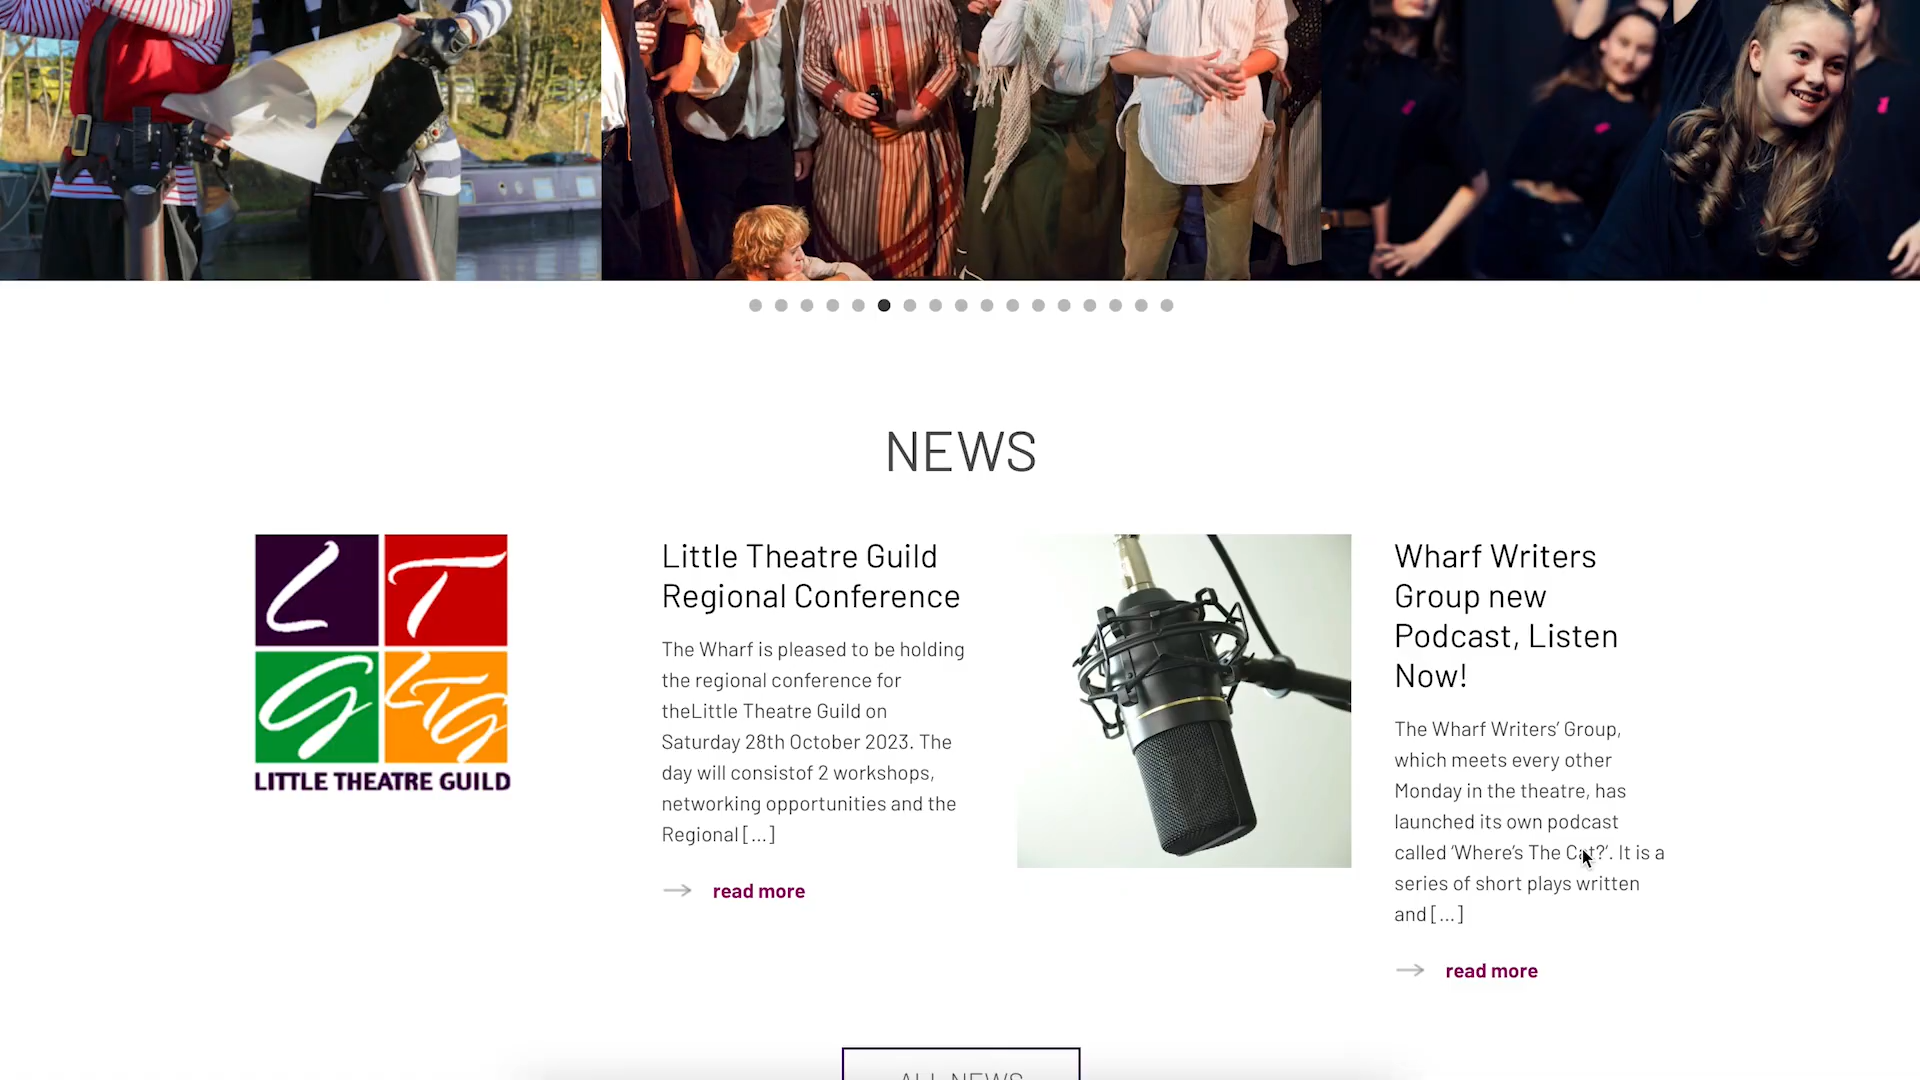 NEWS
L T
G LTG
LITTLE THEATRE GUILD
Little Theatre Guild
Regional Conference
The Wharf is pleased to be holding
the regional conference for
theLittle Theatre Guild on
Saturday 28th October 2023. The
day will consistof 2 workshops,
networking opportunities and the
Regional [...]
read more
Wharf Writers
Group new
Podcast, Listen
Now!
The Wharf Writers’ Group,
which meets every other
Monday in the theatre, has
launched its own podcast
called ‘Where’s The Cat?‘. It is a
series of short plays written
and [...]
read more
ALL NEWS